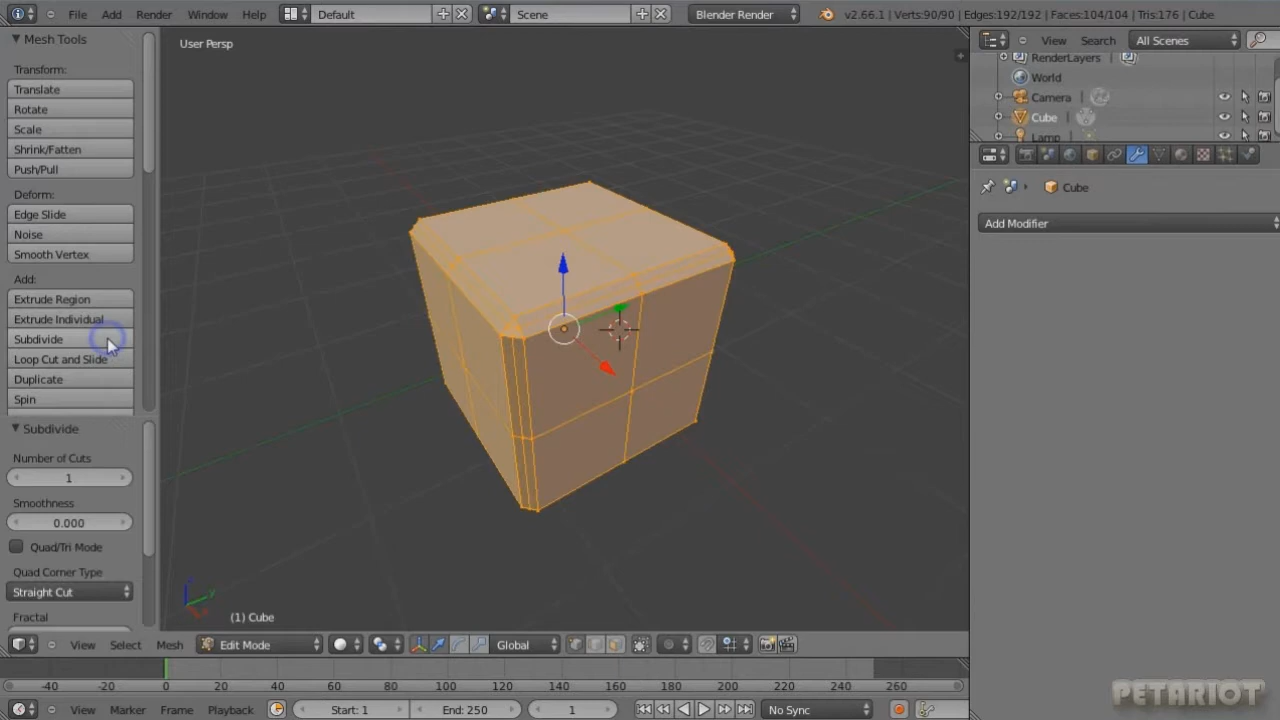 File Add Render Window Help Default Scene Blender Render v2.66.1 | Verts:90/90 | Edges:192/192 | Faces:104/104 | Tris:176 | Cube
Mesh Tools
Transform:
Translate
Rotate
Scale
Shrink/Fatten
Push/Pull
Deform:
Edge Slide
Noise
Smooth Vertex
Add:
Extrude Region
Extrude Individual
Subdivide
Loop Cut and Slide
Duplicate
Spin
Subdivide
Number of Cuts
1
Smoothness
0.000
Quad/Tri Mode
Quad Corner Type
Straight Cut
Fractal
User Persp
(1) Cube
View Select Mesh Edit Mode Global
View Search All Scenes
RenderLayers
World
Camera
Cube
Lamp
Cube
Add Modifier
-40 -20 0 20 40 60 80 100 120 140 160 180 200 220 240 260
View Marker Frame Playback Start: 1 End: 250 1 No Sync
PETARIOT